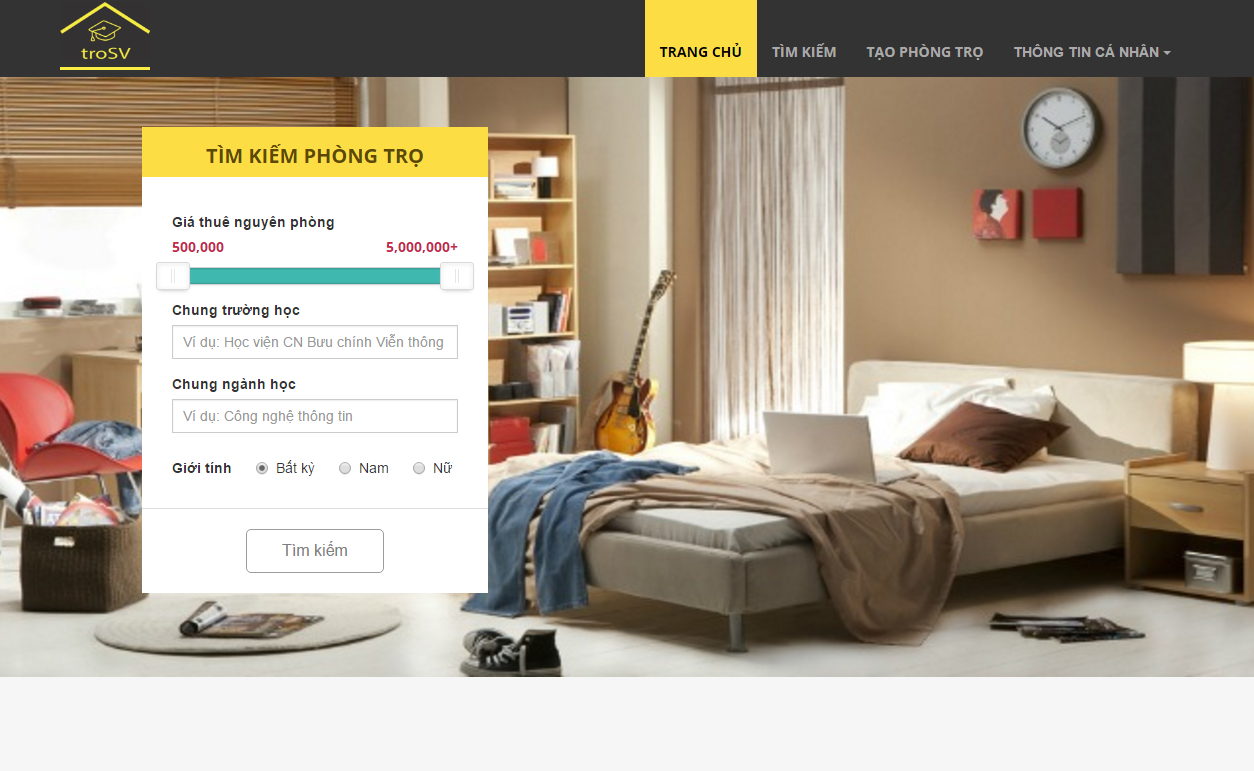 troSV
TRANG CHỦ
TÌM KIẾM
TẠO PHÒNG TRỌ
THÔNG TIN CÁ NHÂN
TÌM KIẾM PHÒNG TRỌ
Giá thuê nguyên phòng
500,000 5,000,000+
Chung trường học
Ví dụ: Học viện CN Bưu chính Viễn thông
Chung ngành học
Ví dụ: Công nghệ thông tin
Giới tính Bất kỳ Nam Nữ
Tìm kiếm